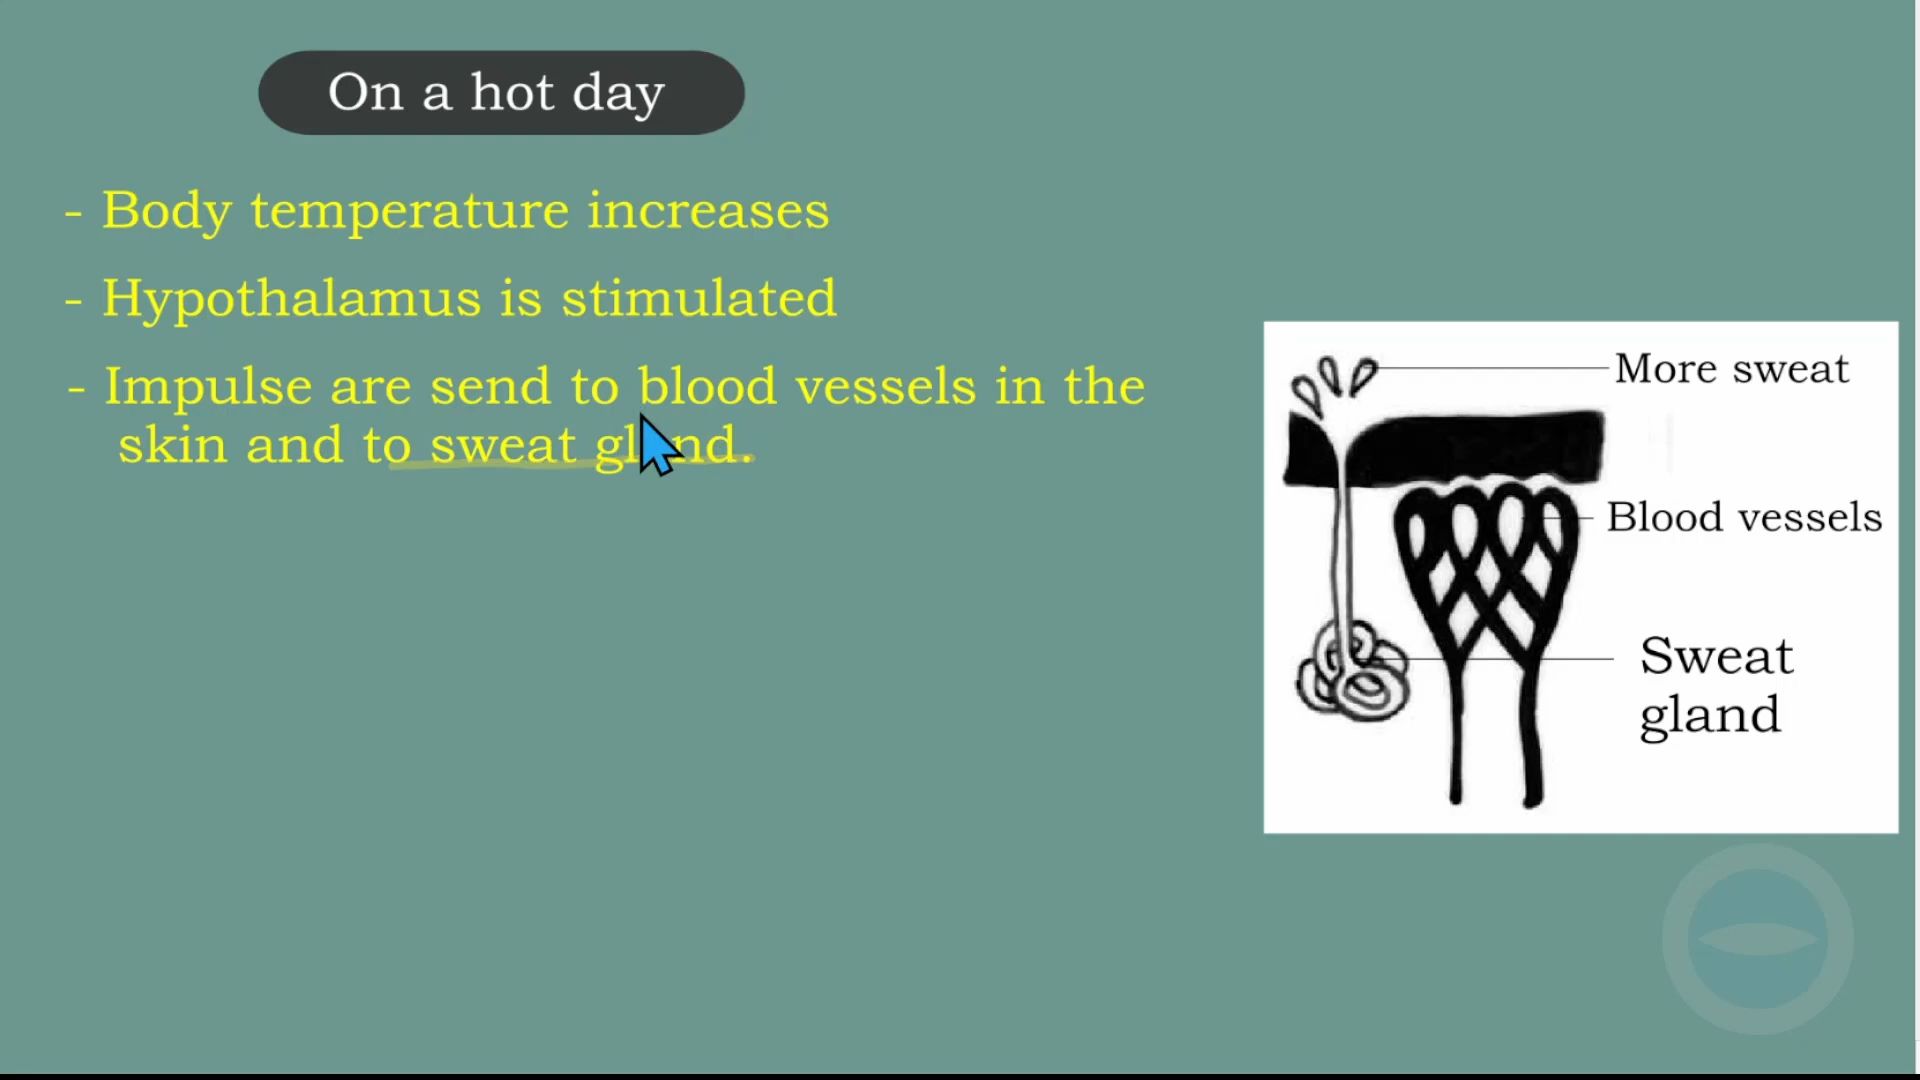 On a hot day
- Body temperature increases
- Hypothalamus is stimulated
- Impulse are send to blood vessels in the
skin and to sweat gland.
More sweat
Blood vessels
Sweat
gland